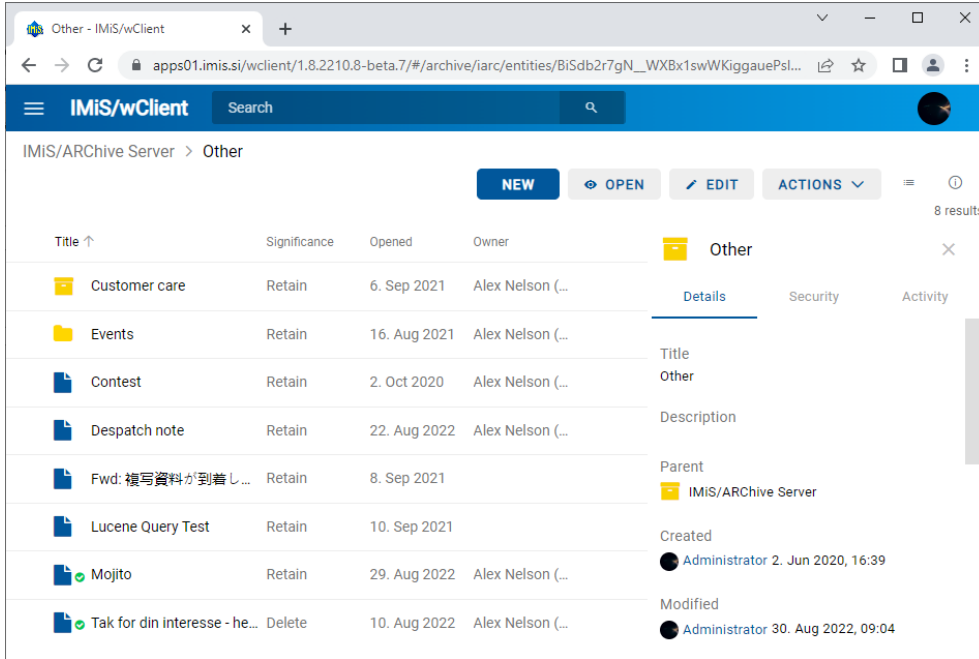 Other - IMiS/wClient
apps01.imis.si/wclient/1.8.2210.8-beta.7/#/archive/iarc/entities/BiSdb2r7gN__WXBx1swWKiggauePsl...
IMiS/wClient Search
IMiS/ARChive Server > Other
NEW OPEN EDIT ACTIONS
8 results
Title Significance Opened Owner
Customer care Retain 6. Sep 2021 Alex Nelson (...
Events Retain 16. Aug 2021 Alex Nelson (...
Contest Retain 2. Oct 2020 Alex Nelson (...
Despatch note Retain 22. Aug 2022 Alex Nelson (...
Fwd: 複写資料が到着し... Retain 8. Sep 2021
Lucene Query Test Retain 10. Sep 2021
Mojito Retain 29. Aug 2022 Alex Nelson (...
Tak for din interesse - he... Delete 10. Aug 2022 Alex Nelson (...
Other
Details Security Activity
Title
Other
Description
Parent
IMiS/ARChive Server
Created
Administrator 2. Jun 2020, 16:39
Modified
Administrator 30. Aug 2022, 09:04